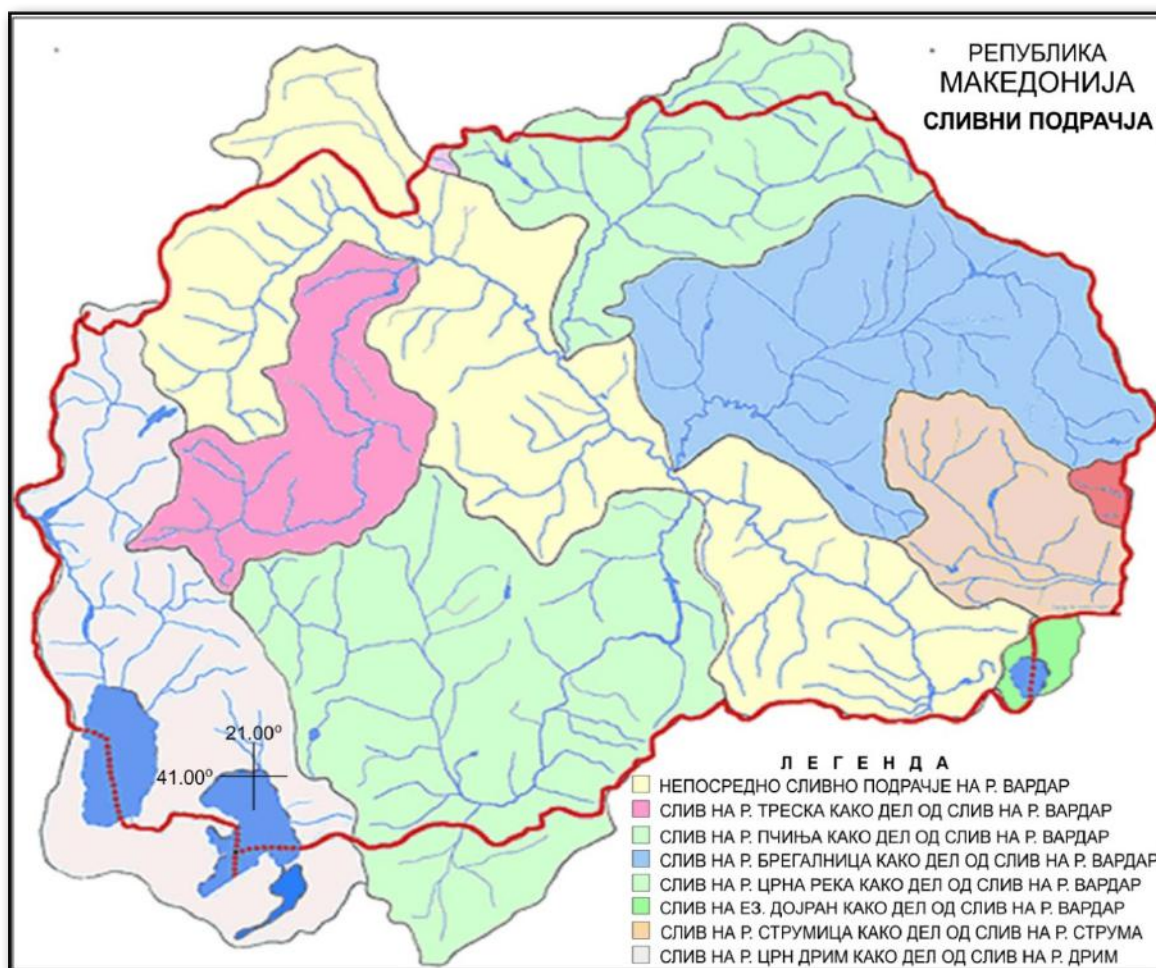 РЕПУБЛИКА
МАКЕДОНИЈА
СЛИВНИ ПОДРАЧЈА
21.00º
41.00º
ЛЕГЕНДА
НЕПОСРЕДНО СЛИВНО ПОДРАЧЈЕ НА Р. ВАРДАР
СЛИВ НА Р. ТРЕСКА КАКО ДЕЛ ОД СЛИВ НА Р. ВАРДАР
СЛИВ НА Р. ПЧИЊА КАКО ДЕЛ ОД СЛИВ НА Р. ВАРДАР
СЛИВ НА Р. БРЕГАЛНИЦА КАКО ДЕЛ ОД СЛИВ НА Р. ВАРДАР
СЛИВ НА Р. ЦРНА РЕКА КАКО ДЕЛ ОД СЛИВ НА Р. ВАРДАР
СЛИВ НА ЕЗ. ДОЈРАН КАКО ДЕЛ ОД СЛИВ НА Р. ВАРДАР
СЛИВ НА Р. СТРУМИЦА КАКО ДЕЛ ОД СЛИВ НА Р. СТРУМА
СЛИВ НА Р. ЦРН ДРИМ КАКО ДЕЛ ОД СЛИВ НА Р. ДРИМ